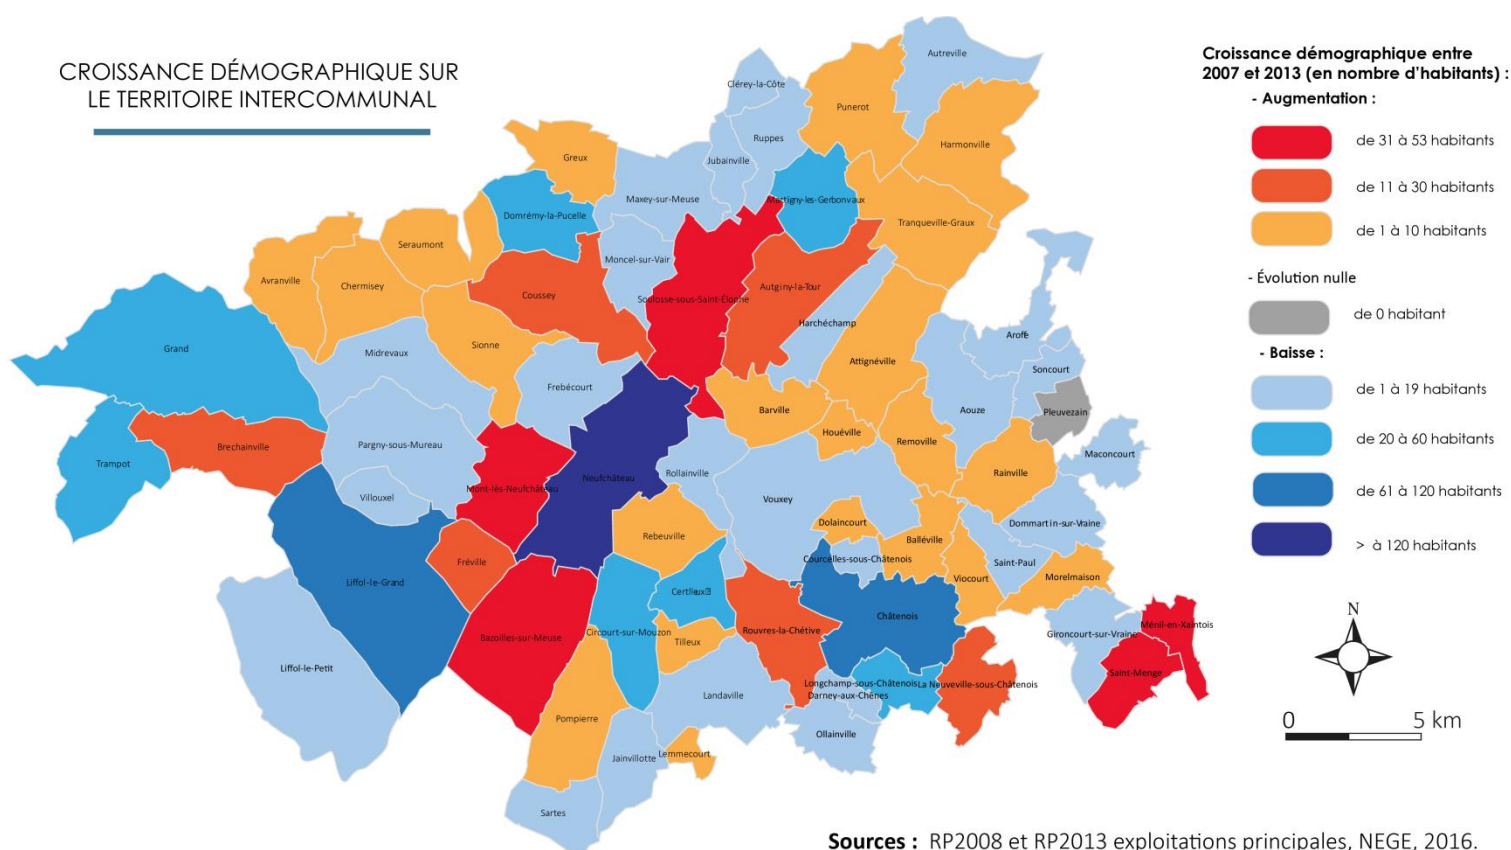 CROISSANCE DÉMOGRAPHIQUE SUR
LE TERRITOIRE INTERCOMMUNAL
Croissance démographique entre
2007 et 2013 (en nombre d'habitants) :
- Augmentation :
de 31 à 53 habitants
de 11 à 30 habitants
de 1 à 10 habitants
- Évolution nulle
de 0 habitant
- Baisse :
de 1 à 19 habitants
de 20 à 60 habitants
de 61 à 120 habitants
> à 120 habitants
Autreville
Clérey-la-Côte
Punerot
Ruppes
Harmonville
Jubainville
Greux
Maxey-sur-Meuse
Martigny-les-Gerbonvaux
Domrémy-la-Pucelle
Tranqueville-Graux
Seraumont
Moncel-sur-Vair
Avranville
Chermisey
Autigny-la-Tour
Coussey
Soulosse-sous-Saint-Élophe
Harchéchamp
Aroffe
Sionne
Grand
Midrevaux
Attignéville
Soncourt
Frebécourt
Barville
Aouze
Pleuvezain
Houéville
Removille
Brechainville
Pargny-sous-Mureau
Maconcourt
Trampot
Rollainville
Rainville
Neufchâteau
Mont-lès-Neufchâteau
Villouxel
Vouxey
Dolaincourt
Dommartin-sur-Vraine
Rebeuville
Balléville
Courcelles-sous-Châtenois
Fréville
Saint-Paul
Viocourt
Morelmaison
Liffol-le-Grand
Châtenois
Ménil-en-Xaintois
Circourt-sur-Mouzon
Rouvres-la-Chétive
Gironcourt-sur-Vraine
Bazoilles-sur-Meuse
Tilleux
Liffol-le-Petit
Saint-Menge
Longchamp-sous-Châtenois
La Neuveville-sous-Châtenois
Landaville
Darney-aux-Chênes
Pompierre
Ollainville
Lemmecourt
Jainvillotte
Sartes
N
0 5 km
Sources : RP2008 et RP2013 exploitations principales, NEGE, 2016.